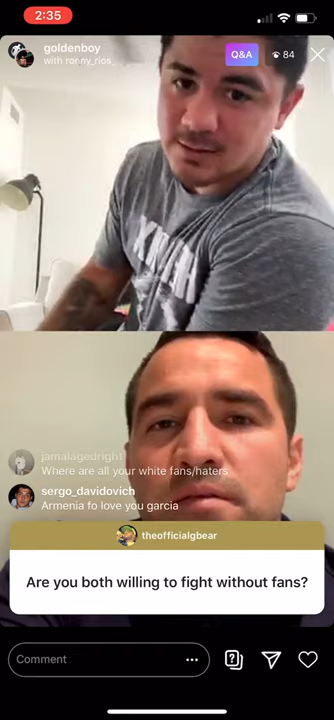 2:35
goldenboy
with ronny_rios_
Q&A
84
jamalagedright
Where are all your white fans/haters
sergo_davidovich
Armenia fo love you garcia
theofficialgbear
Are you both willing to fight without fans?
Comment